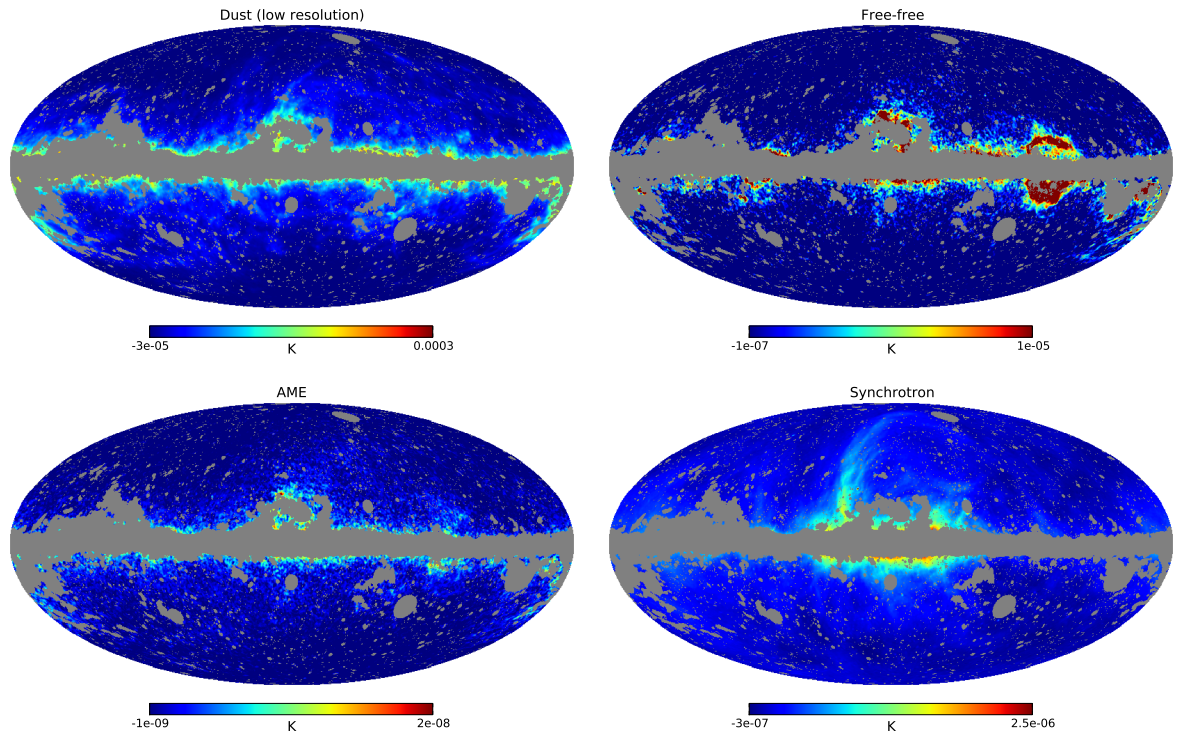 Dust (low resolution)
Free-free
-3e-05 0.0003
K
-1e-07 1e-05
K
AME
Synchrotron
-1e-09 2e-08
K
-3e-07 2.5e-06
K